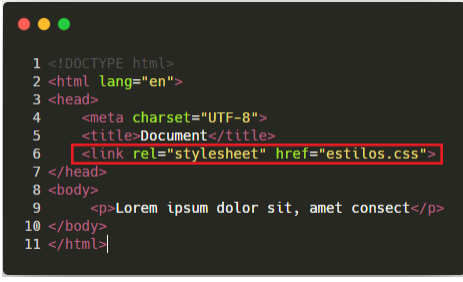 1 <!DOCTYPE html>
2 <html lang="en">
3 <head>
4     <meta charset="UTF-8">
5     <title>Document</title>
6     <link rel="stylesheet" href="estilos.css">
7 </head>
8 <body>
9      <p>Lorem ipsum dolor sit, amet consect</p>
10 </body>
11 </html>